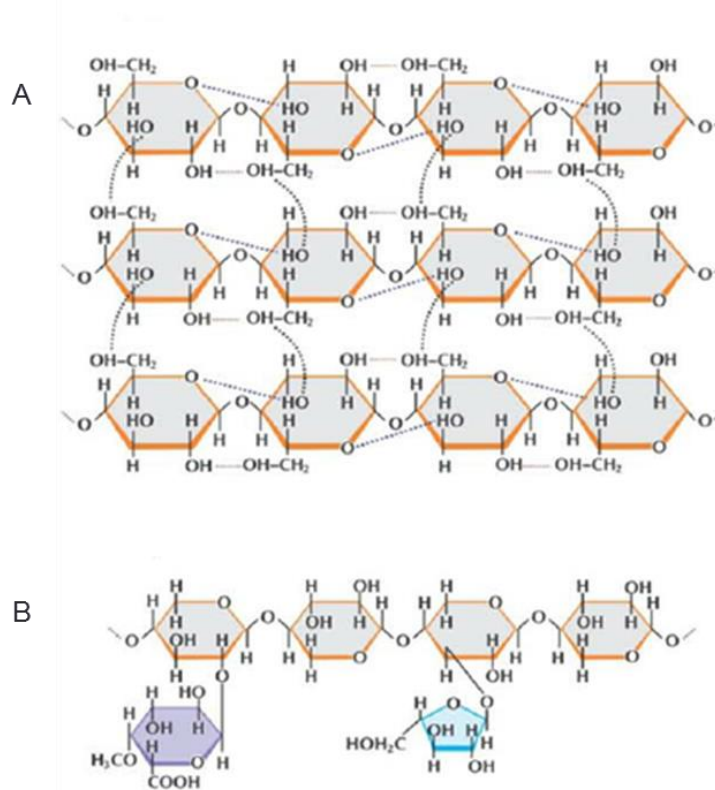 A
OH–CH₂ H OH OH–CH₂ H OH
H O H O H
H O HO H H O HO H
O HO H O HO H O
H H H H H H
H O H O
H OH OH–CH₂ H OH OH–CH₂
OH–CH₂ H OH OH–CH₂ H OH
H O H O H
H O HO H H O HO H
O HO H O HO H O
H H H H H H
H O H O
H OH OH–CH₂ H OH OH–CH₂
OH–CH₂ H OH OH–CH₂ H OH
H O H O H
H O HO H H O HO H
O HO H O HO H O
H H H H H H
H O H O
H OH OH–CH₂ H OH OH–CH₂
B
H H OH H H OH
H O H H O H
H O OH H H O OH H
O OH H O H O
H H H O H H H O
H O H OH
H HO H O
H O
H OH H OH H H
HOH₂C
H₃CO H O H H OH
COOH